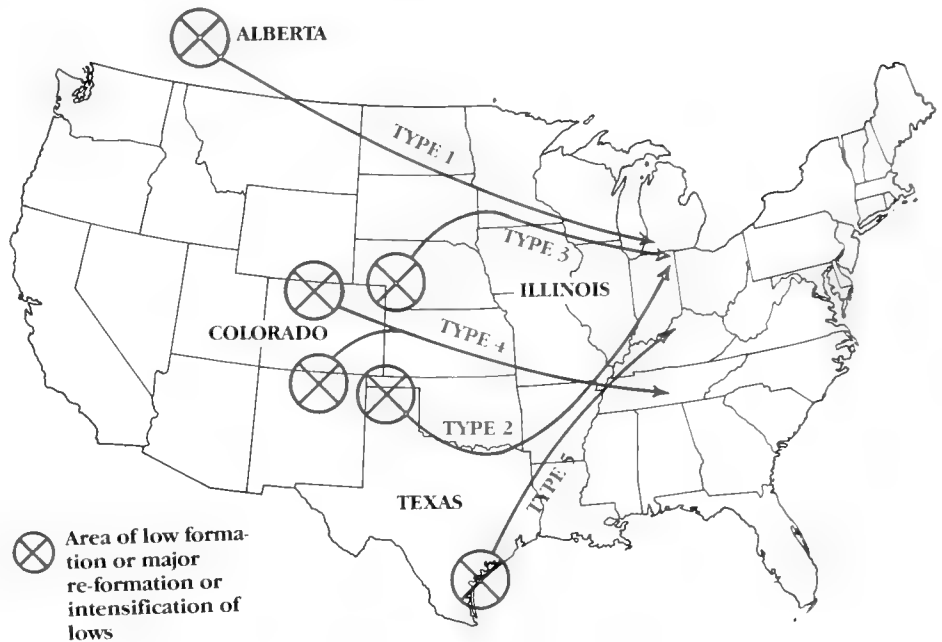 ALBERTA
TYPE 1
TYPE 3
ILLINOIS
COLORADO
TYPE 4
TYPE 2
TYPE 5
TEXAS
Area of low forma-
tion or major
re-formation or
intensification of
lows